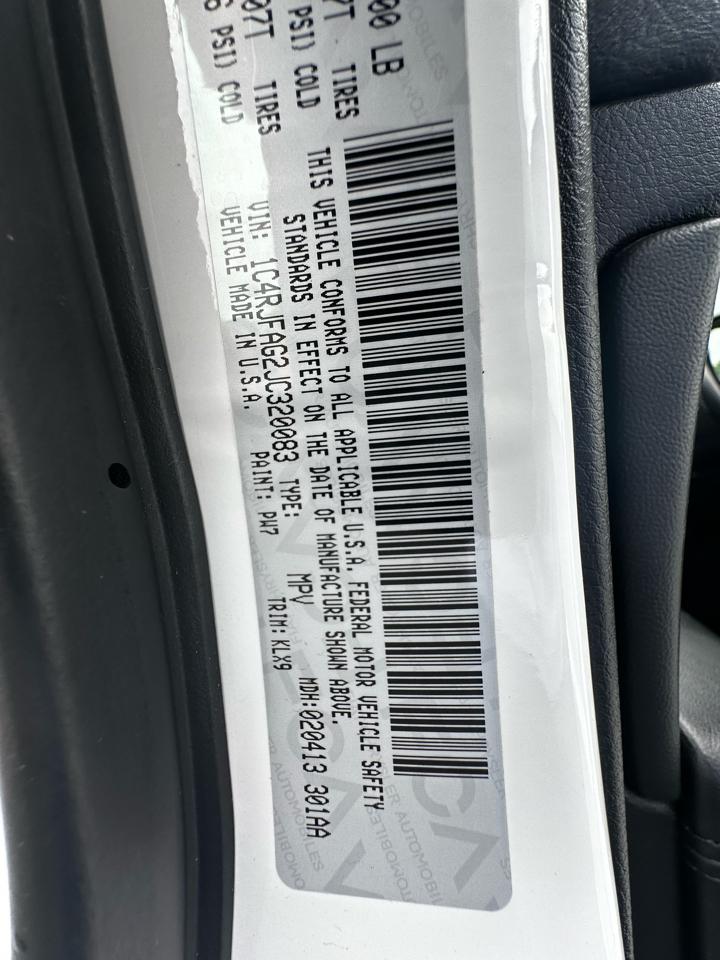 00 LB
7T TIRES
PSI) COLD
07T TIRES
6 PSI) COLD
THIS VEHICLE CONFORMS TO ALL APPLICABLE U.S.A. FEDERAL MOTOR VEHICLE SAFETY
STANDARDS IN EFFECT ON THE DATE OF MANUFACTURE SHOWN ABOVE.
VIN: 1C4RJFAG2JC320083 TYPE: MPV MDH:020413 301AA
VEHICLE MADE IN U.S.A. PAINT: PW7 TRIM: KLX9